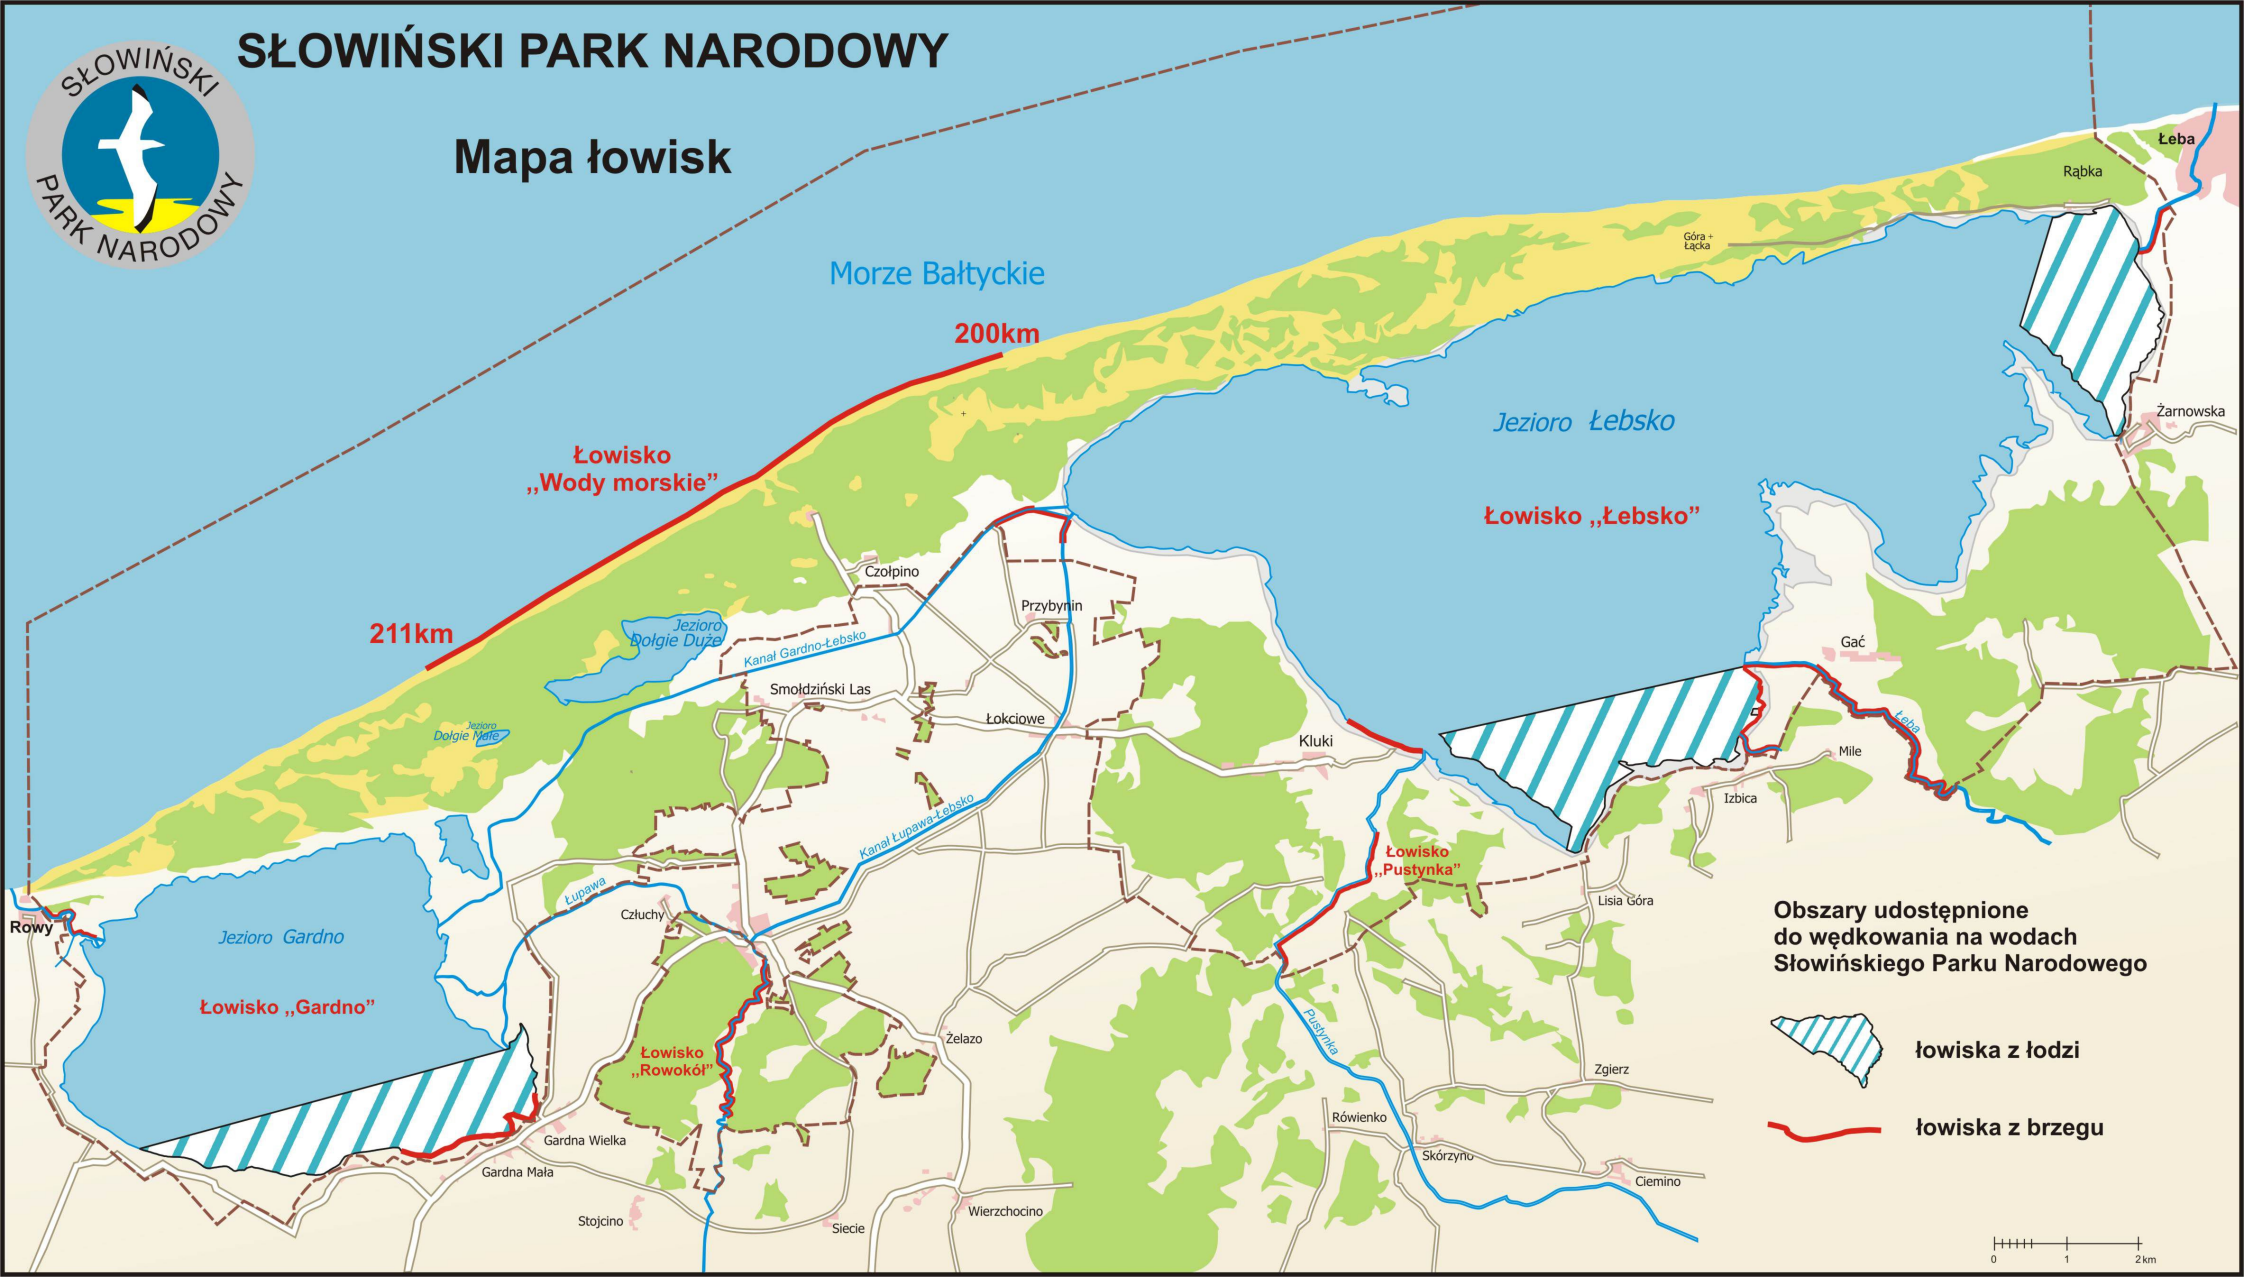 SŁOWIŃSKI
PARK NARODOWY
SŁOWIŃSKI PARK NARODOWY
Mapa łowisk
Morze Bałtyckie
200km
Łowisko
,,Wody morskie”
211km
Łeba
Rąbka
Góra +
Łącka
Żarnowska
Jezioro Łebsko
Łowisko ,,Łebsko”
Czołpino
Przybynin
Jezioro
Dołgie Duże
Kanał Gardno-Łebsko
Smołdziński Las
Łokciowe
Jezioro
Dołgie Małe
Kluki
Gać
Łeba
Mile
Izbica
Kanał Łupawa-Łebsko
Łowisko
,,Pustynka”
Lisia Góra
Łupawa
Człuchy
Rowy
Jezioro Gardno
Łowisko ,,Gardno”
Łowisko
,,Rowokół”
Żelazo
Pustynka
Zgierz
Rówienko
Skórzyno
Ciemino
Gardna Wielka
Gardna Mała
Stojcino
Siecie
Wierzchocino
Obszary udostępnione
do wędkowania na wodach
Słowińskiego Parku Narodowego
łowiska z łodzi
łowiska z brzegu
0 1 2 km